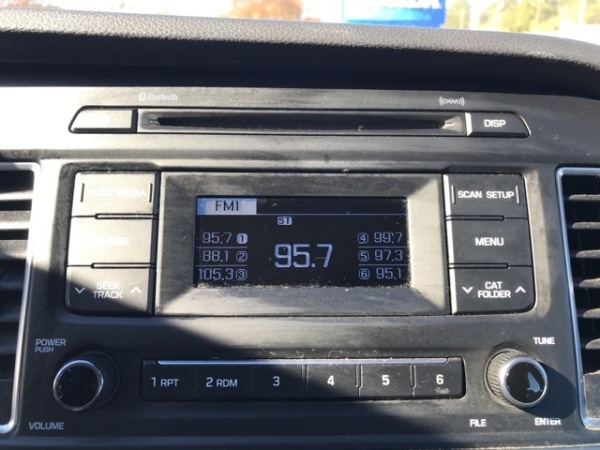 Bluetooth
((XM))
DISP
FM1
ST
SCAN SETUP
95.7 1
95.7
4 99.7
88.1 2
5 97.3
MENU
105.3 3
6 95.1
SEEK
TRACK
CAT
FOLDER
POWER
PUSH
TUNE
1 RPT
2 RDM
3
4
5
6
VOLUME
FILE
ENTER